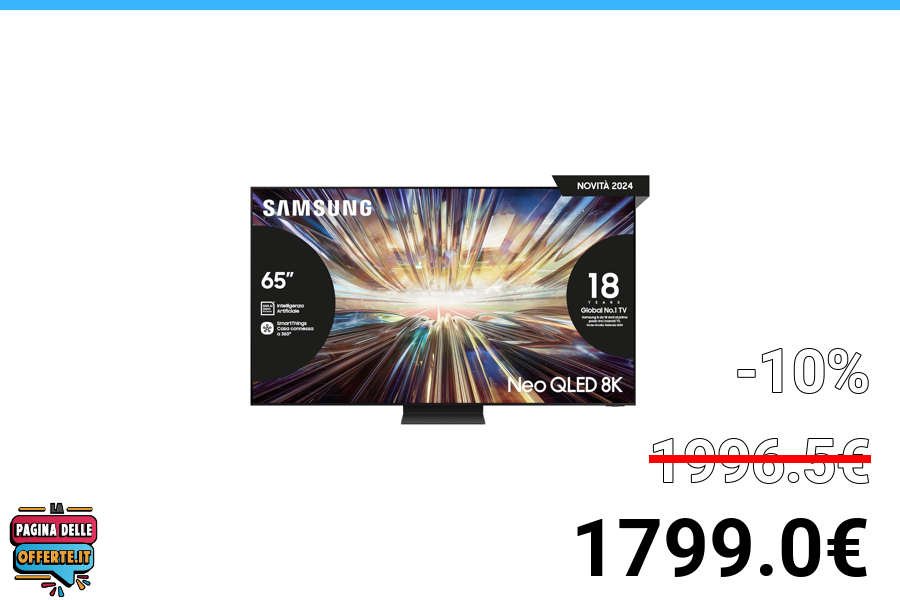 NOVITÀ 2024
SAMSUNG
65”
Intelligenza
Artificiale
SmartThings
Casa connessa
a 360°
18
YEARS
Global No.1 TV
Neo QLED 8K
-10%
1996.5€
1799.0€
LA
PAGINA DELLE
OFFERTE.IT